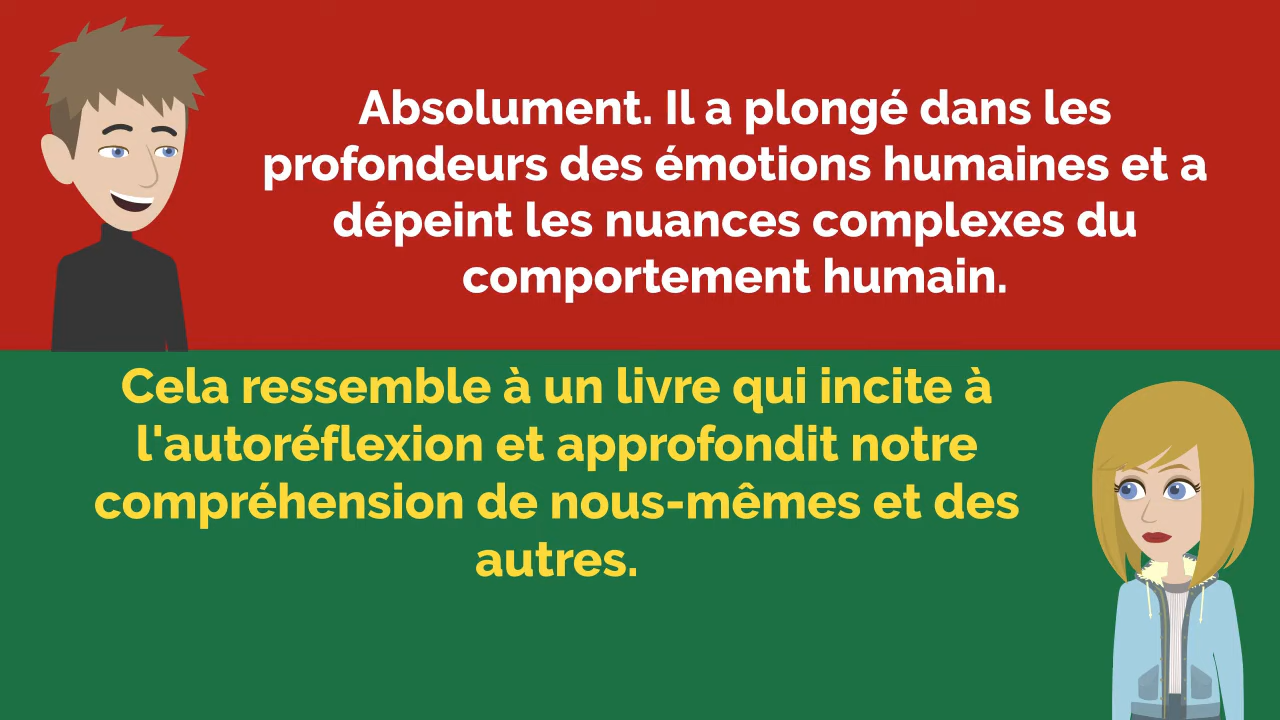 Absolument. Il a plongé dans les
profondeurs des émotions humaines et a
dépeint les nuances complexes du
comportement humain.
Cela ressemble à un livre qui incite à
l'autoréflexion et approfondit notre
compréhension de nous-mêmes et des
autres.